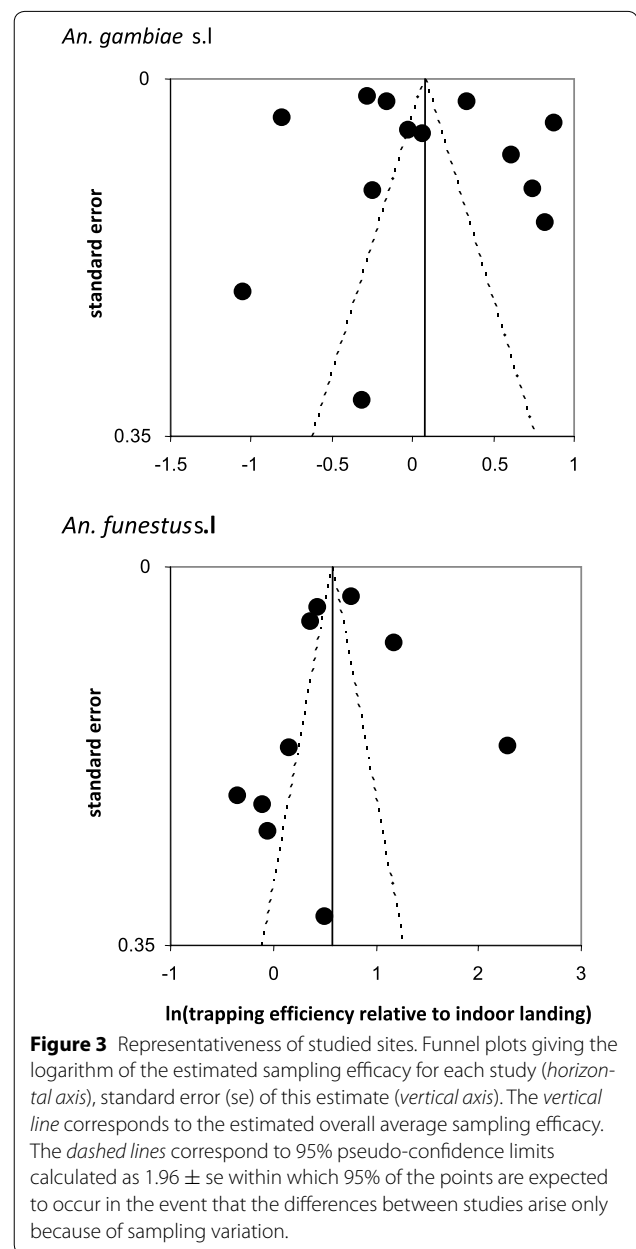 An. gambiae s.l
0
standard error
0.35
-1.5 -1 -0.5 0 0.5 1
An. funestuss.l
0
standard error
0.35
-1 0 1 2 3
ln(trapping efficiency relative to indoor landing)
Figure 3 Representativeness of studied sites. Funnel plots giving the
logarithm of the estimated sampling efficacy for each study (horizon-
tal axis), standard error (se) of this estimate (vertical axis). The vertical
line corresponds to the estimated overall average sampling efficacy.
The dashed lines correspond to 95% pseudo-confidence limits
calculated as 1.96 ± se within which 95% of the points are expected
to occur in the event that the differences between studies arise only
because of sampling variation.